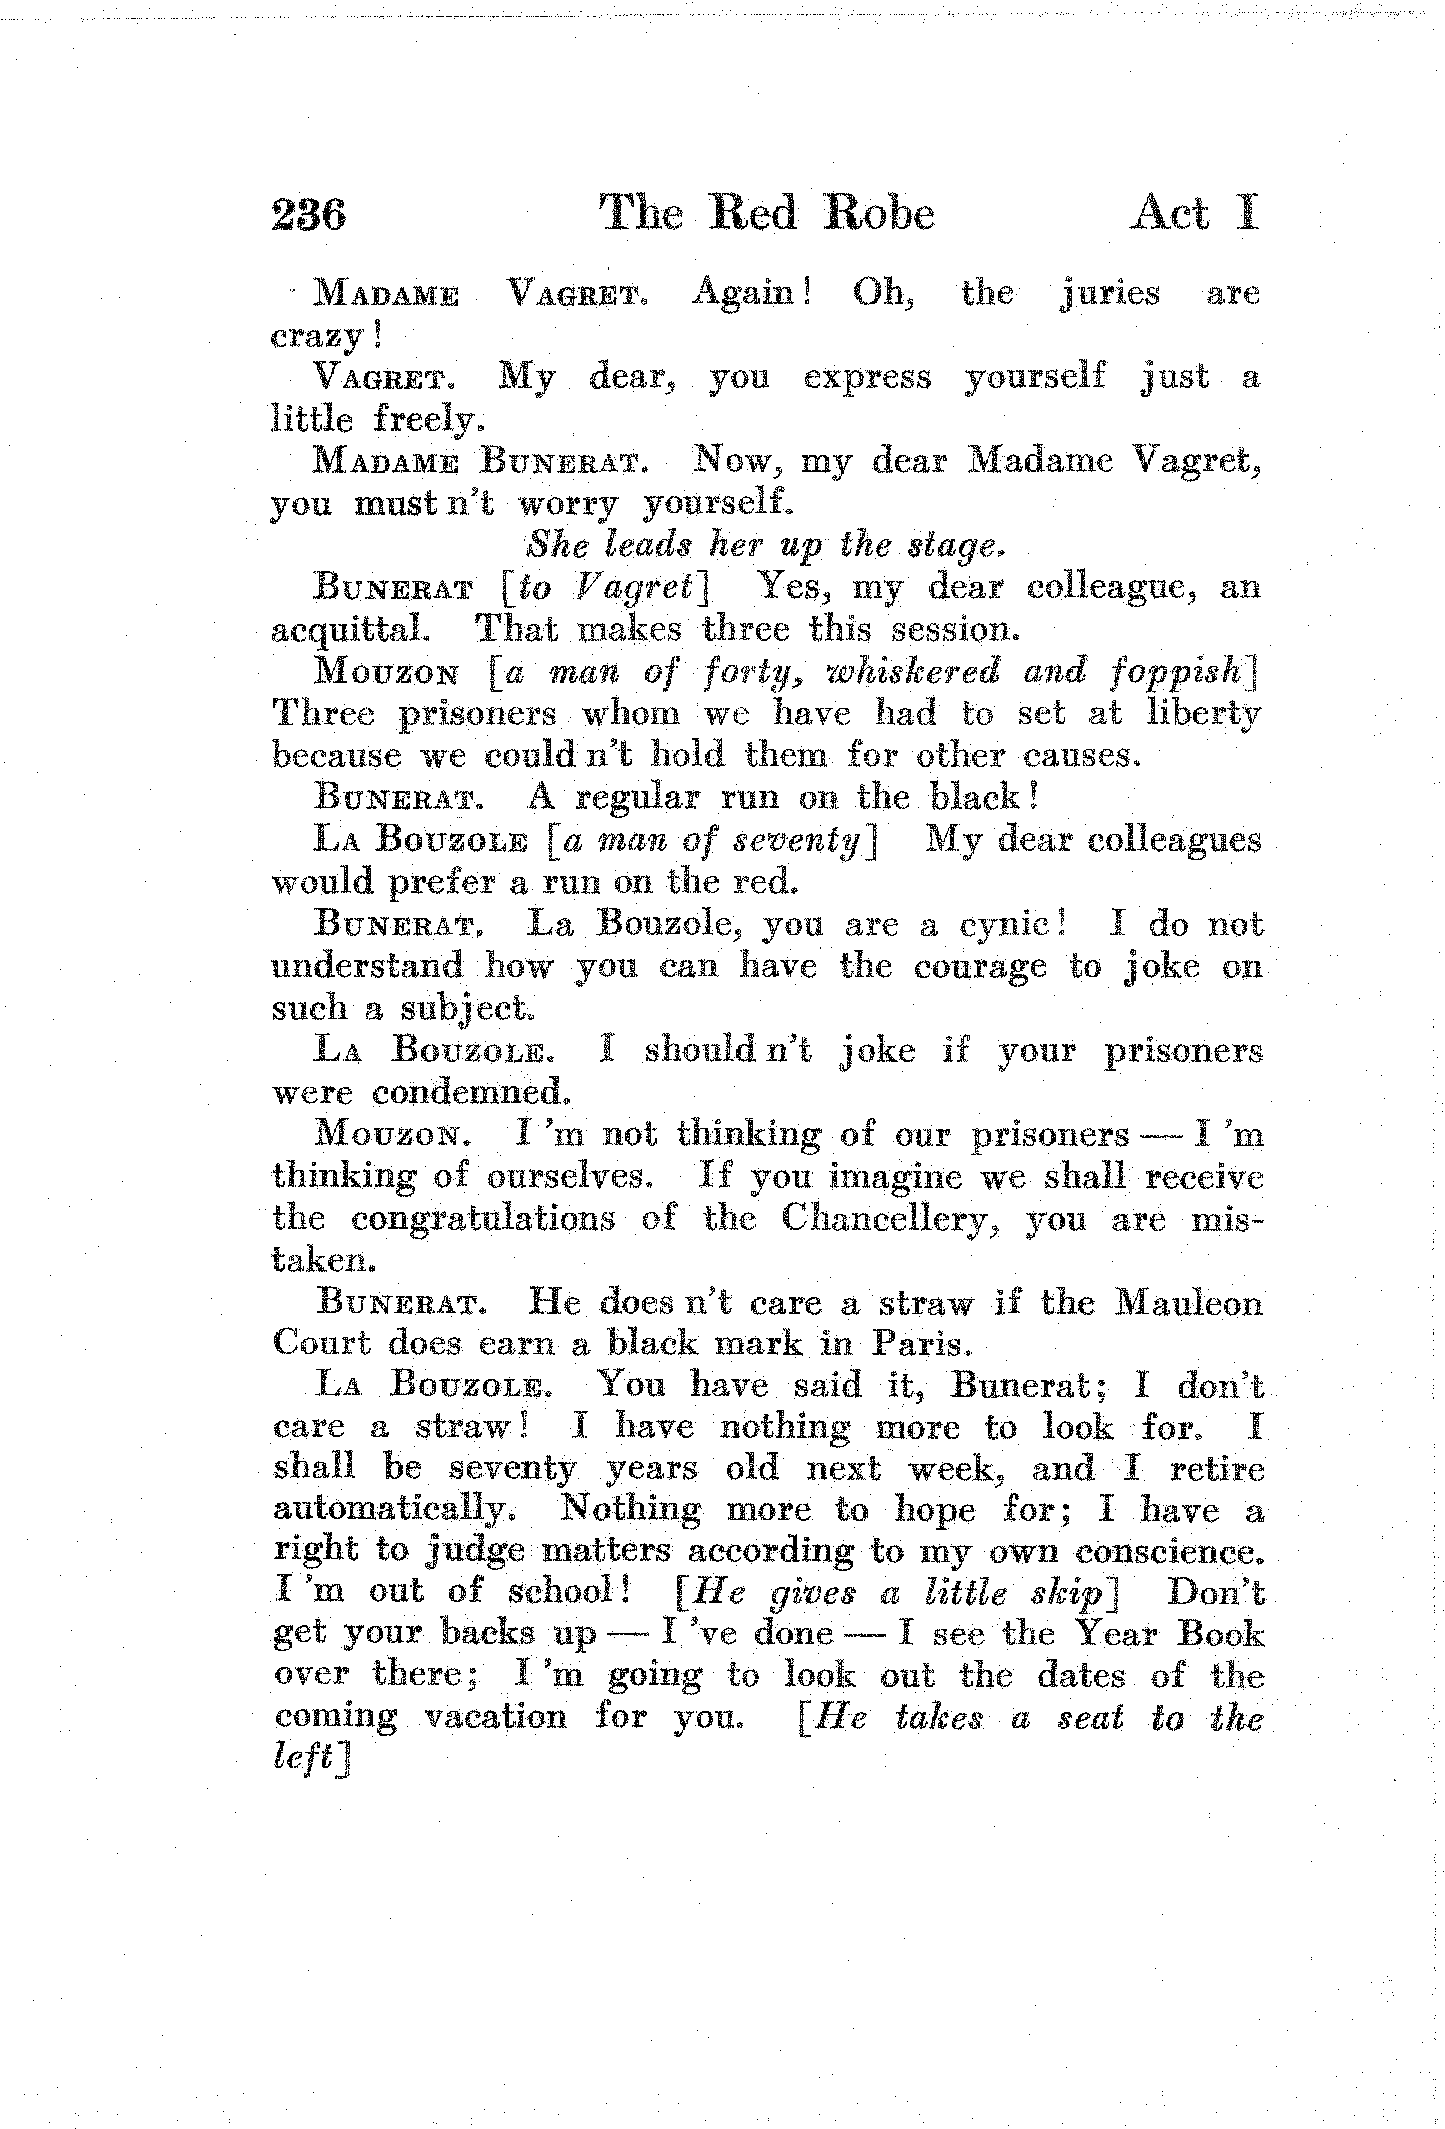 236 The Red Robe Act I
MADAME VAGRET. Again! Oh, the juries are
crazy!
VAGRET. My dear, you express yourself just a
little freely.
MADAME BUNERAT. Now, my dear Madame Vagret,
you must n't worry yourself.
She leads her up the stage.
BUNERAT [to Vagret] Yes, my dear colleague, an
acquittal. That makes three this session.
MOUZON [a man of forty, whiskered and foppish]
Three prisoners whom we have had to set at liberty
because we could n't hold them for other causes.
BUNERAT. A regular run on the black!
LA BOUZOLE [a man of seventy] My dear colleagues
would prefer a run on the red.
BUNERAT. La Bouzole, you are a cynic! I do not
understand how you can have the courage to joke on
such a subject.
LA BOUZOLE. I should n't joke if your prisoners
were condemned.
MOUZON. I 'm not thinking of our prisoners — I 'm
thinking of ourselves. If you imagine we shall receive
the congratulations of the Chancellery, you are mis-
taken.
BUNERAT. He does n't care a straw if the Mauleon
Court does earn a black mark in Paris.
LA BOUZOLE. You have said it, Bunerat; I don't
care a straw! I have nothing more to look for. I
shall be seventy years old next week, and I retire
automatically. Nothing more to hope for; I have a
right to judge matters according to my own conscience.
I 'm out of school! [He gives a little skip] Don't
get your backs up — I 've done — I see the Year Book
over there; I 'm going to look out the dates of the
coming vacation for you. [He takes a seat to the
left]